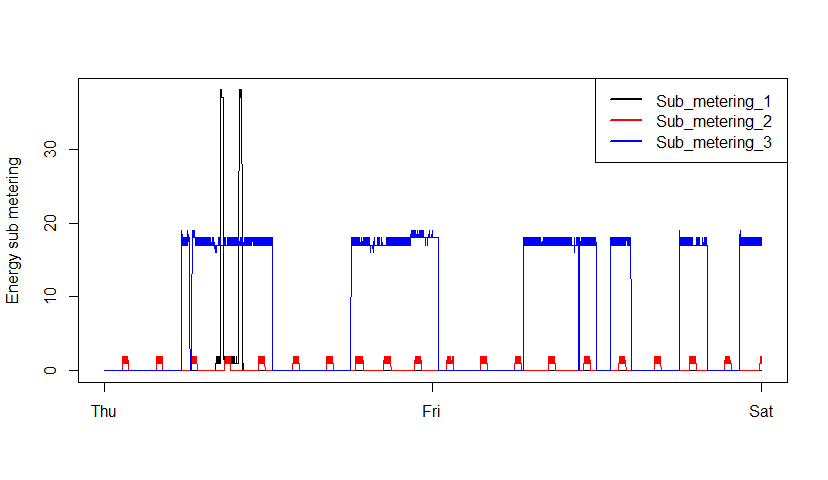 Sub_metering_1
Sub_metering_2
Sub_metering_3
Energy sub metering
30
20
10
0
Thu
Fri
Sat